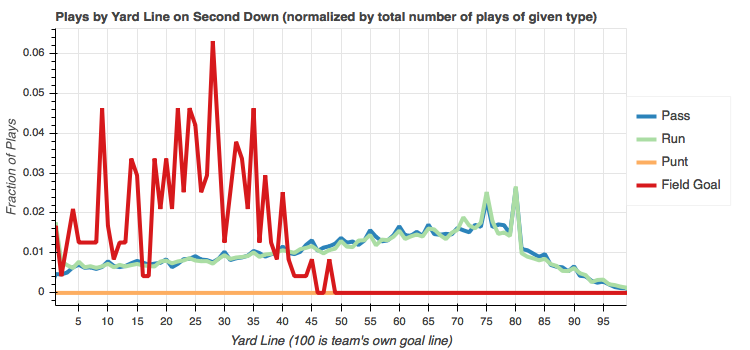 Plays by Yard Line on Second Down (normalized by total number of plays of given type)
0.06
0.05
0.04
0.03
0.02
0.01
0
Fraction of Plays
5 10 15 20 25 30 35 40 45 50 55 60 65 70 75 80 85 90 95
Yard Line (100 is team's own goal line)
Pass
Run
Punt
Field Goal